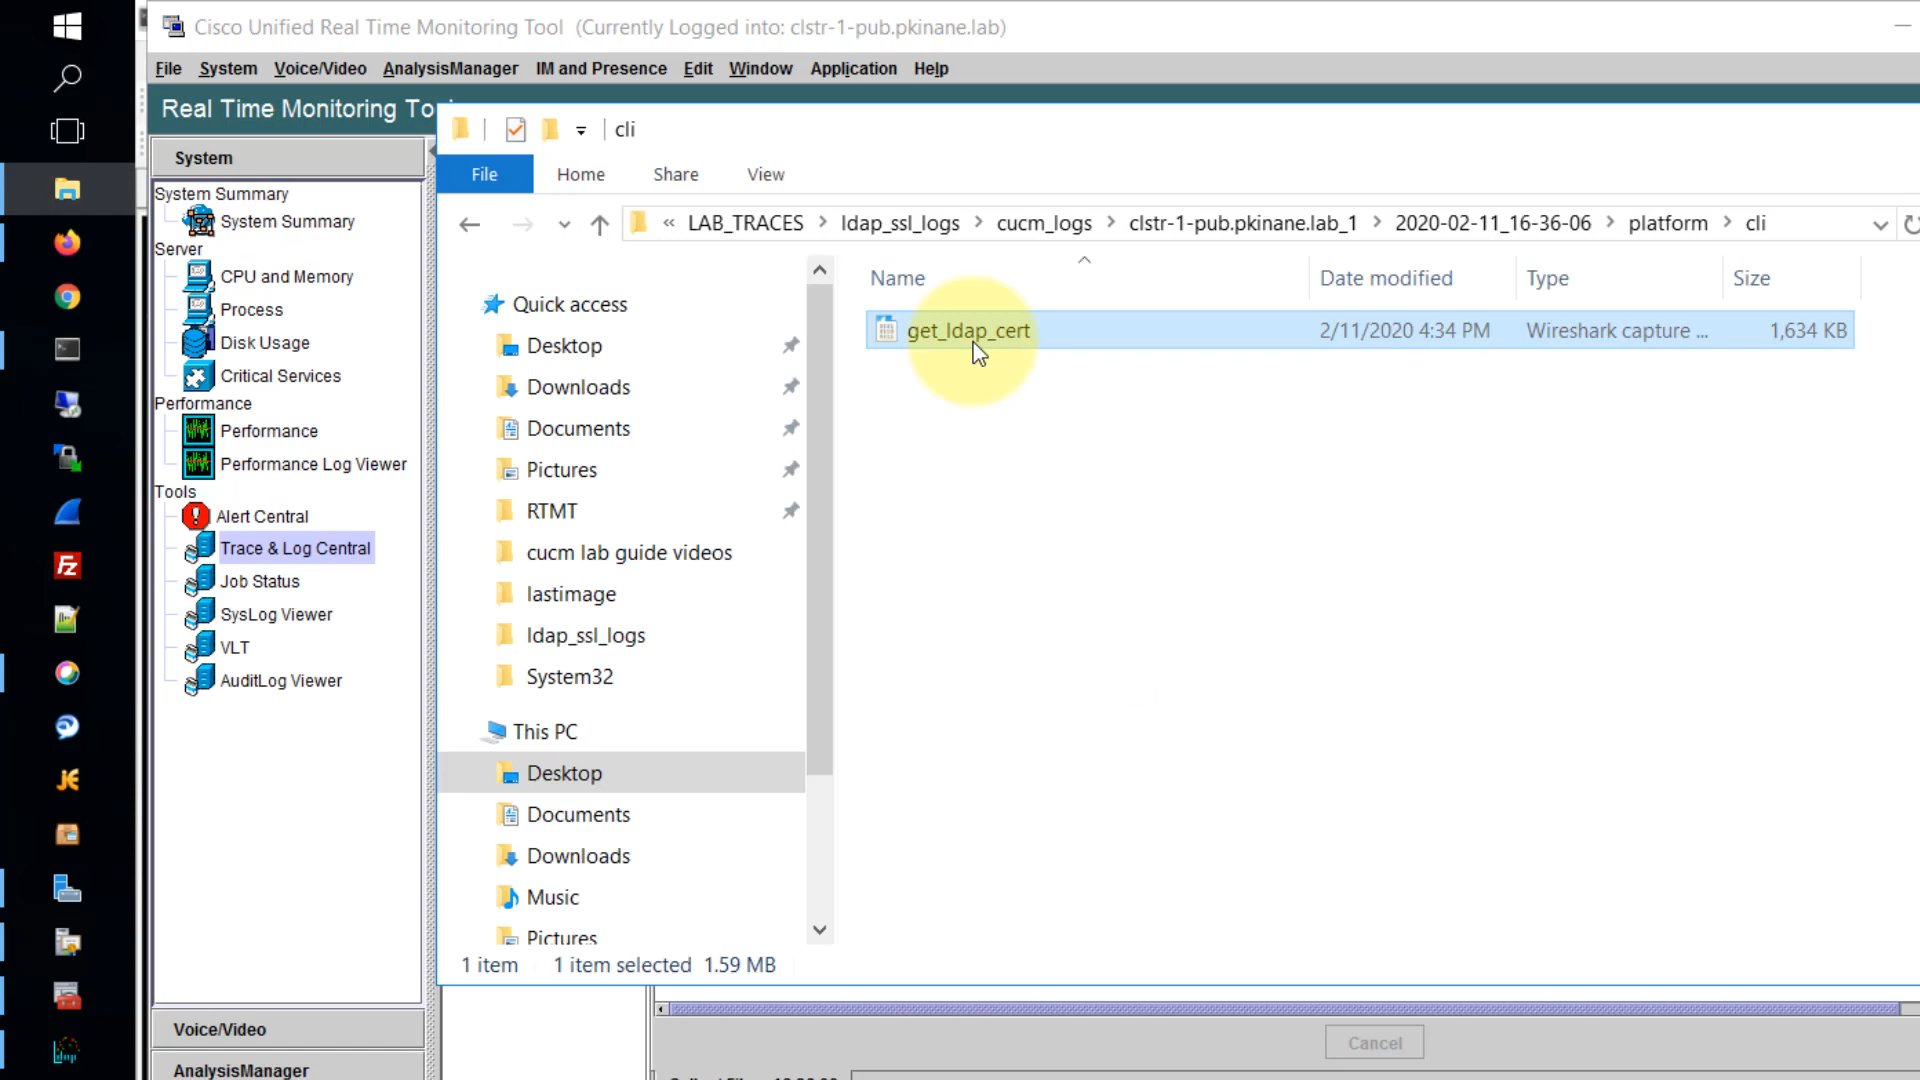 Cisco Unified Real Time Monitoring Tool (Currently Logged into: clstr-1-pub.pkinane.lab)
File System Voice/Video AnalysisManager IM and Presence Edit Window Application Help
Real Time Monitoring To
System
System Summary
System Summary
Server
CPU and Memory
Process
Disk Usage
Critical Services
Performance
Performance
Performance Log Viewer
Tools
Alert Central
Trace & Log Central
Job Status
SysLog Viewer
VLT
AuditLog Viewer
Voice/Video
AnalysisManager
cli
File Home Share View
« LAB_TRACES > ldap_ssl_logs > cucm_logs > clstr-1-pub.pkinane.lab_1 > 2020-02-11_16-36-06 > platform > cli
Quick access
Desktop
Downloads
Documents
Pictures
RTMT
cucm lab guide videos
lastimage
ldap_ssl_logs
System32
This PC
Desktop
Documents
Downloads
Music
Pictures
Name Date modified Type Size
get_ldap_cert 2/11/2020 4:34 PM Wireshark capture ... 1,634 KB
1 item 1 item selected 1.59 MB
Cancel